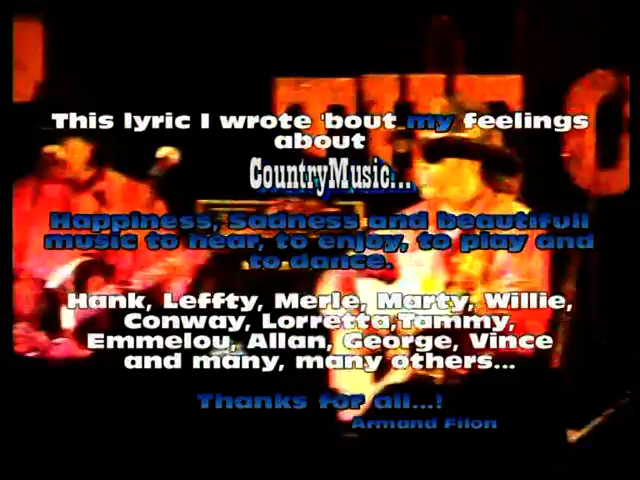 This lyric I wrote 'bout my feelings
about
CountryMusic...
Happiness, Sadness and beautifull
music to hear, to enjoy, to play and
to dance.
Hank, Leffty, Merle, Marty, Willie,
Conway, Lorretta,Tammy,
Emmelou, Allan, George, Vince
and many, many others...
Thanks for all...!
Armand Filon